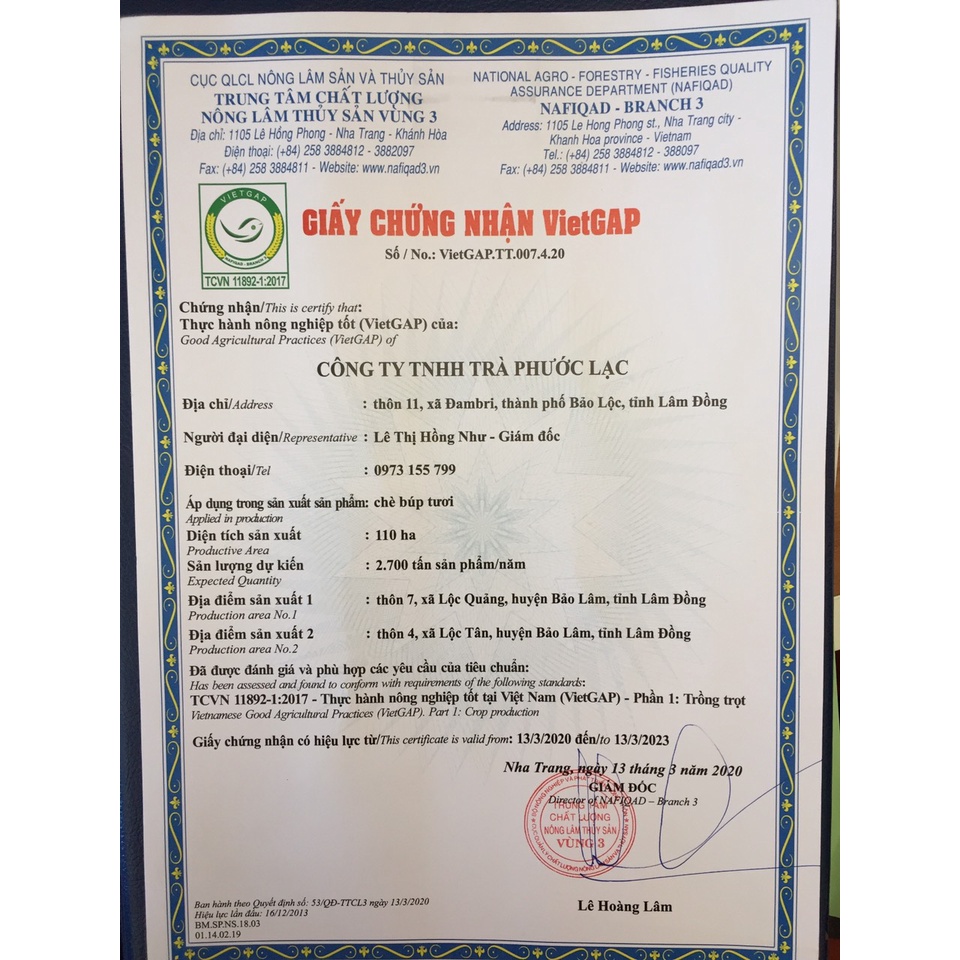 CỤC QLCL NÔNG LÂM SẢN VÀ THỦY SẢN
TRUNG TÂM CHẤT LƯỢNG
NÔNG LÂM THỦY SẢN VÙNG 3
Địa chỉ: 1105 Lê Hồng Phong - Nha Trang - Khánh Hòa
Điện thoại: (+84) 258 3884812 - 3882097
Fax: (+84) 258 3884811 - Website: www.nafiqad3.vn
NATIONAL AGRO - FORESTRY - FISHERIES QUALITY
ASSURANCE DEPARTMENT (NAFIQAD)
NAFIQAD - BRANCH 3
Address: 1105 Le Hong Phong st., Nha Trang city -
Khanh Hoa province - Vietnam
Tel.: (+84) 258 3884812 - 388097
Fax: (+84) 258 3884811 - Website: www.nafiqad3.vn
VIETGAP
NAFIQAD - BRANCH 3
TCVN 11892-1:2017
GIẤY CHỨNG NHẬN VietGAP
Số / No.: VietGAP.TT.007.4.20
Chứng nhận/This is certify that:
Thực hành nông nghiệp tốt (VietGAP) của:
Good Agricultural Practices (VietGAP) of
CÔNG TY TNHH TRÀ PHƯỚC LẠC
Địa chỉ/Address : thôn 11, xã Đambri, thành phố Bảo Lộc, tỉnh Lâm Đồng
Người đại diện/Representative : Lê Thị Hồng Như - Giám đốc
Điện thoại/Tel : 0973 155 799
Áp dụng trong sản xuất sản phẩm: chè búp tươi
Applied in production
Diện tích sản xuất : 110 ha
Productive Area
Sản lượng dự kiến : 2.700 tấn sản phẩm/năm
Expected Quantity
Địa điểm sản xuất 1 : thôn 7, xã Lộc Quảng, huyện Bảo Lâm, tỉnh Lâm Đồng
Production area No.1
Địa điểm sản xuất 2 : thôn 4, xã Lộc Tân, huyện Bảo Lâm, tỉnh Lâm Đồng
Production area No.2
Đã được đánh giá và phù hợp các yêu cầu của tiêu chuẩn:
Has been assessed and found to conform with requirements of the following standards:
TCVN 11892-1:2017 - Thực hành nông nghiệp tốt tại Việt Nam (VietGAP) - Phần 1: Trồng trọt
Vietnamese Good Agricultural Practices (VietGAP). Part 1: Crop production
Giấy chứng nhận có hiệu lực từ/This certificate is valid from: 13/3/2020 đến/to 13/3/2023
Nha Trang, ngày 13 tháng 3 năm 2020
GIÁM ĐỐC
Director of NAFIQAD – Branch 3
TRUNG TÂM
CHẤT LƯỢNG
NÔNG LÂM THỦY SẢN
VÙNG 3
Lê Hoàng Lâm
Ban hành theo Quyết định số: 53/QĐ-TTCL3 ngày 13/3/2020
Hiệu lực lần đầu: 16/12/2013
BM.SP.NS.18.03
01.14.02.19